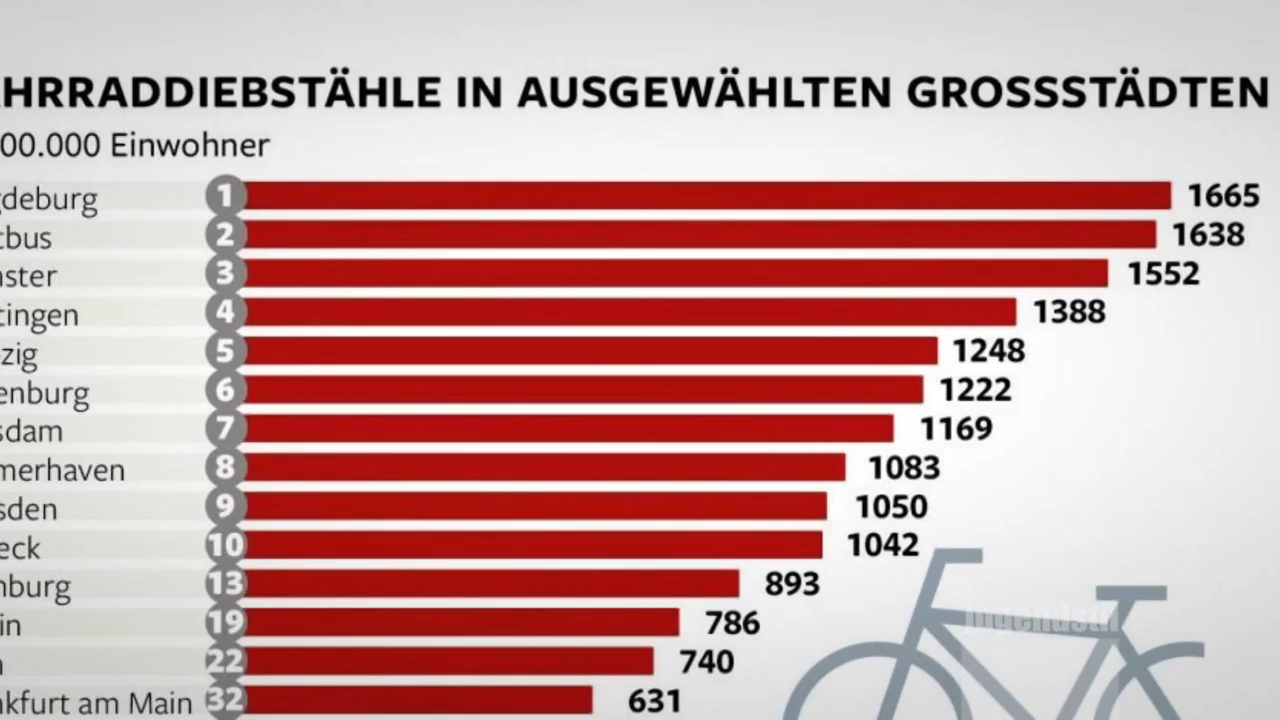 HRRADDIEBSTÄHLE IN AUSGEWÄHLTEN GROSSSTÄDTEN
00.000 Einwohner
gdeburg 1 1665
tbus 2 1638
nster 3 1552
tingen 4 1388
zig 5 1248
enburg 6 1222
sdam 7 1169
merhaven 8 1083
sden 9 1050
eck 10 1042
nburg 13 893
in 19 786
22 740
nkfurt am Main 32 631